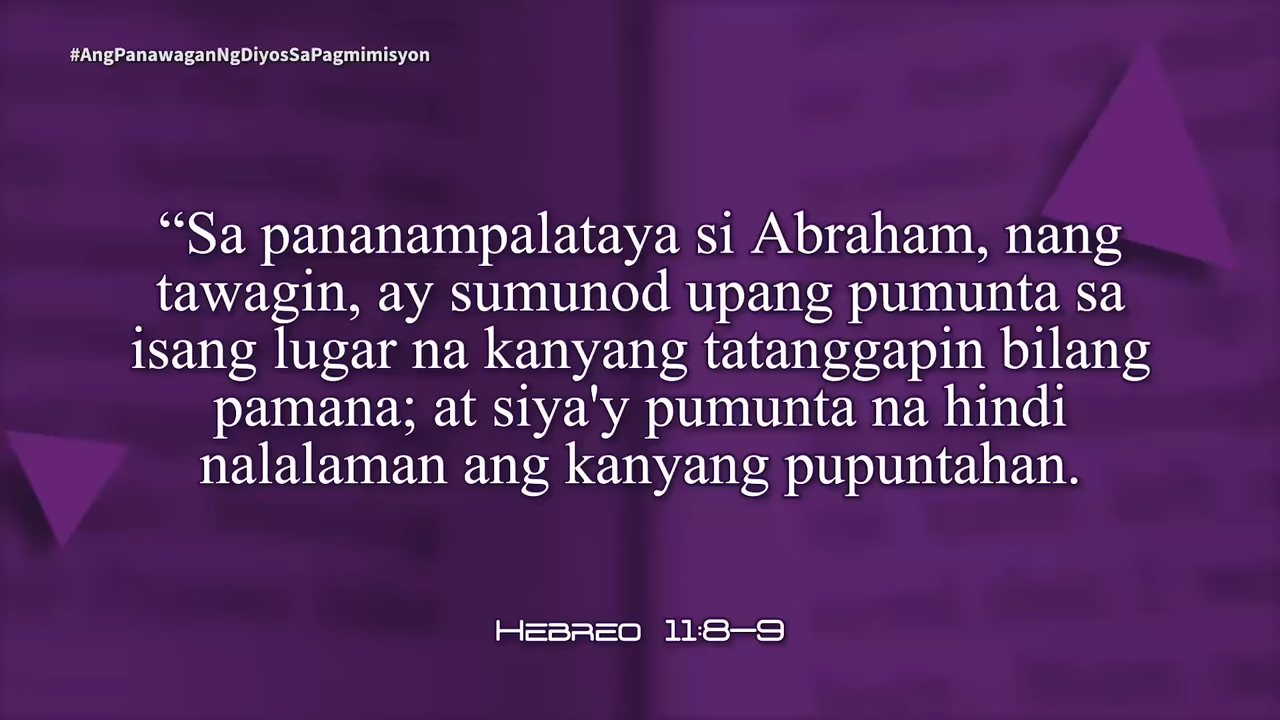 #AngPanawaganNgDiyosSaPagmimisyon
“Sa pananampalataya si Abraham, nang
tawagin, ay sumunod upang pumunta sa
isang lugar na kanyang tatanggapin bilang
pamana; at siya'y pumunta na hindi
nalalaman ang kanyang pupuntahan.
Hebreo 11:8–9